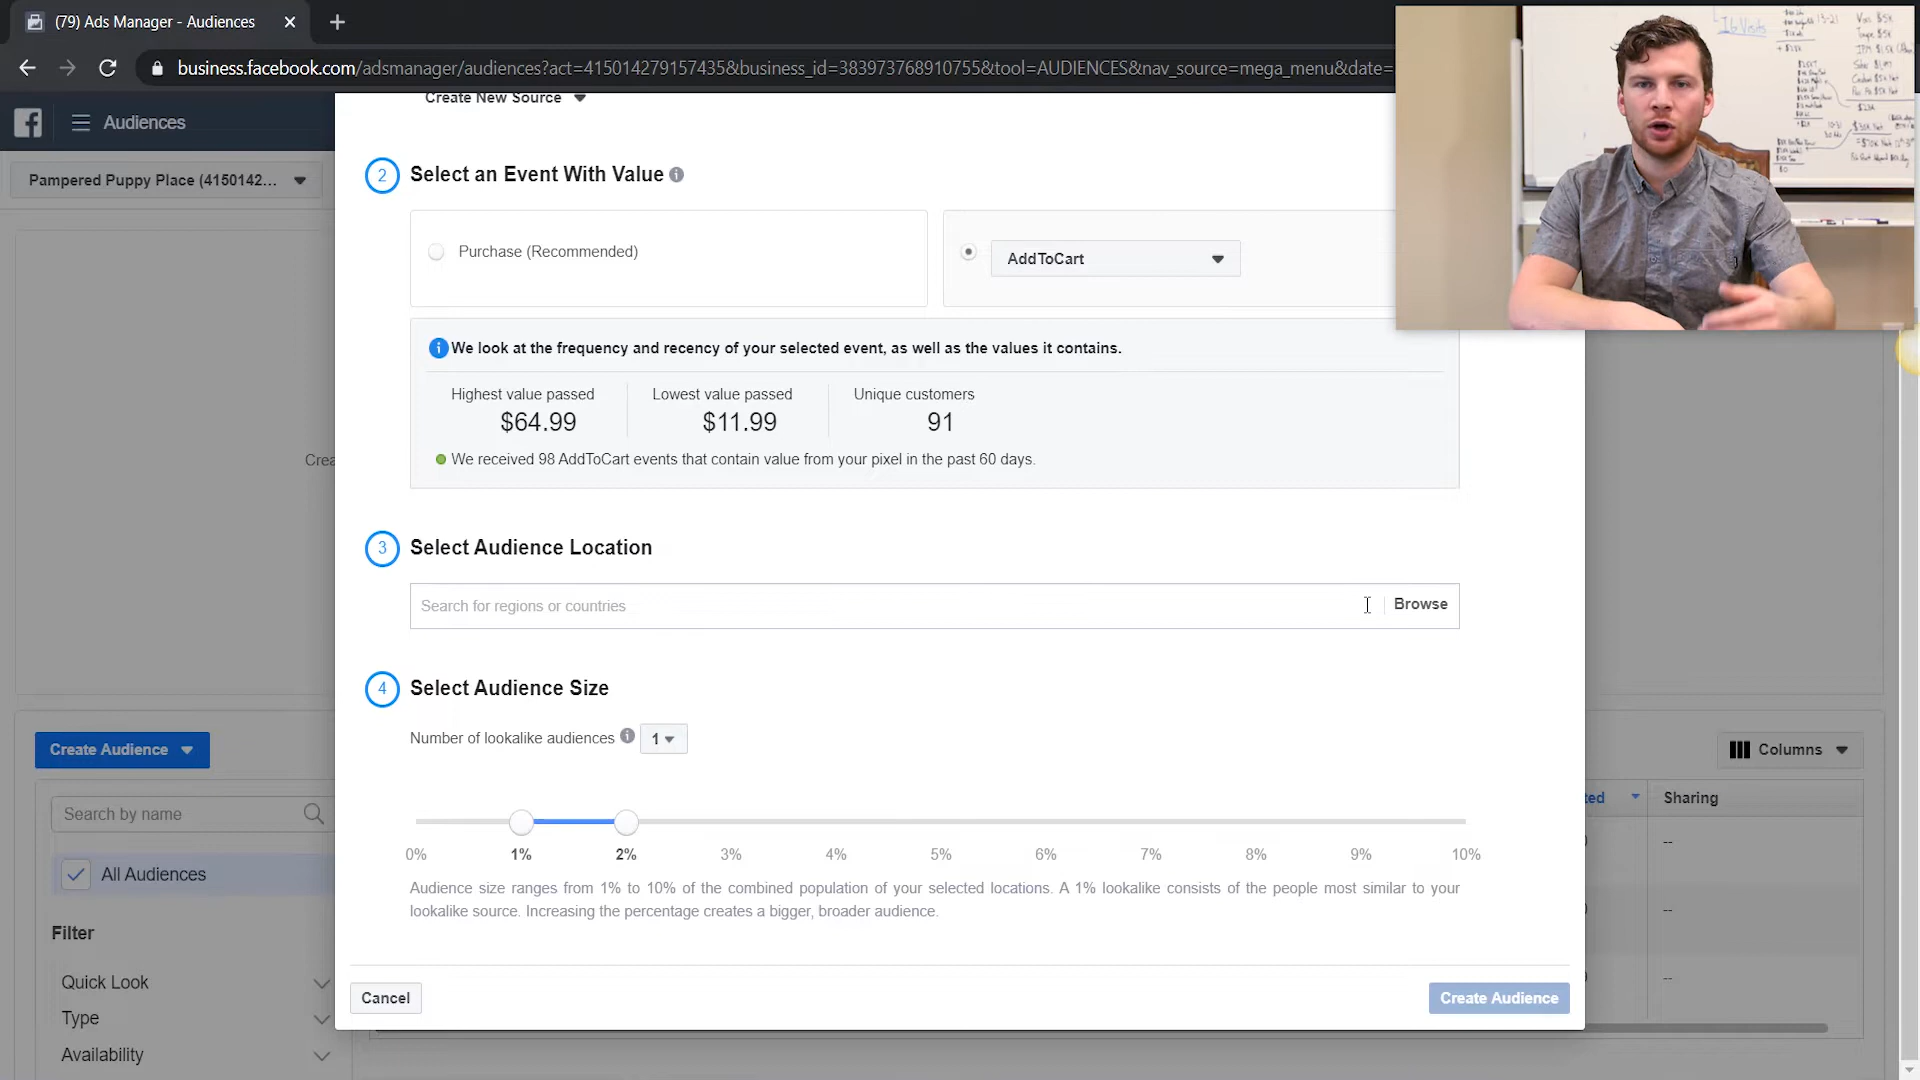 (79) Ads Manager - Audiences
business.facebook.com/adsmanager/audiences?act=415014279157435&business_id=383973768910755&tool=AUDIENCES&nav_source=mega_menu&date=
Audiences
Pampered Puppy Place (4150142...
Create New Source
2 Select an Event With Value
Purchase (Recommended)
AddToCart
We look at the frequency and recency of your selected event, as well as the values it contains.
Highest value passed Lowest value passed Unique customers
$64.99 $11.99 91
We received 98 AddToCart events that contain value from your pixel in the past 60 days.
Crea
3 Select Audience Location
Search for regions or countries Browse
4 Select Audience Size
Number of lookalike audiences 1
0% 1% 2% 3% 4% 5% 6% 7% 8% 9% 10%
Audience size ranges from 1% to 10% of the combined population of your selected locations. A 1% lookalike consists of the people most similar to your
lookalike source. Increasing the percentage creates a bigger, broader audience.
Cancel Create Audience
Create Audience
Columns
Search by name
ted Sharing
All Audiences
--
--
--
Filter
Quick Look
Type
Availability
16 Visits